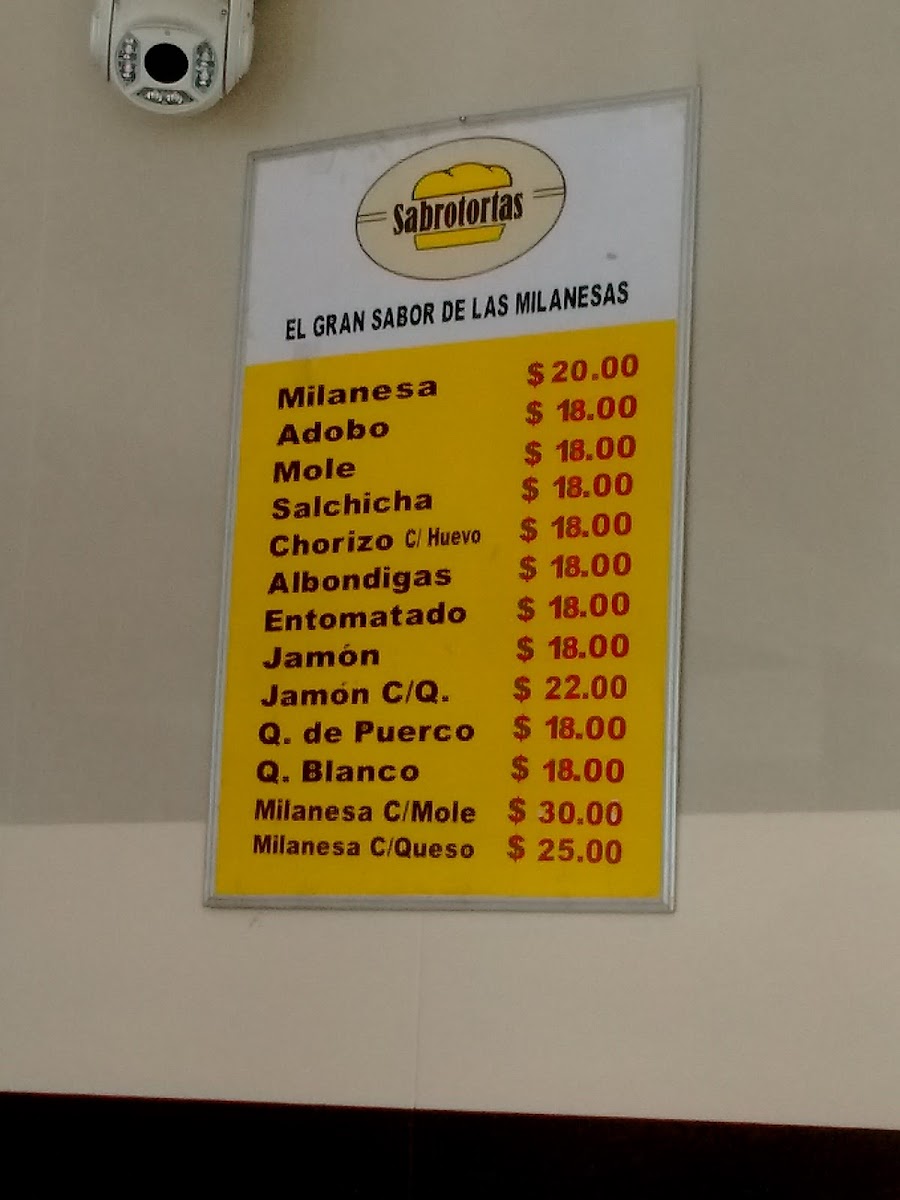 Sabrotortas
EL GRAN SABOR DE LAS MILANESAS
Milanesa $ 20.00
Adobo $ 18.00
Mole $ 18.00
Salchicha $ 18.00
Chorizo C/ Huevo $ 18.00
Albondigas $ 18.00
Entomatado $ 18.00
Jamón $ 18.00
Jamón C/Q. $ 22.00
Q. de Puerco $ 18.00
Q. Blanco $ 18.00
Milanesa C/Mole $ 30.00
Milanesa C/Queso $ 25.00